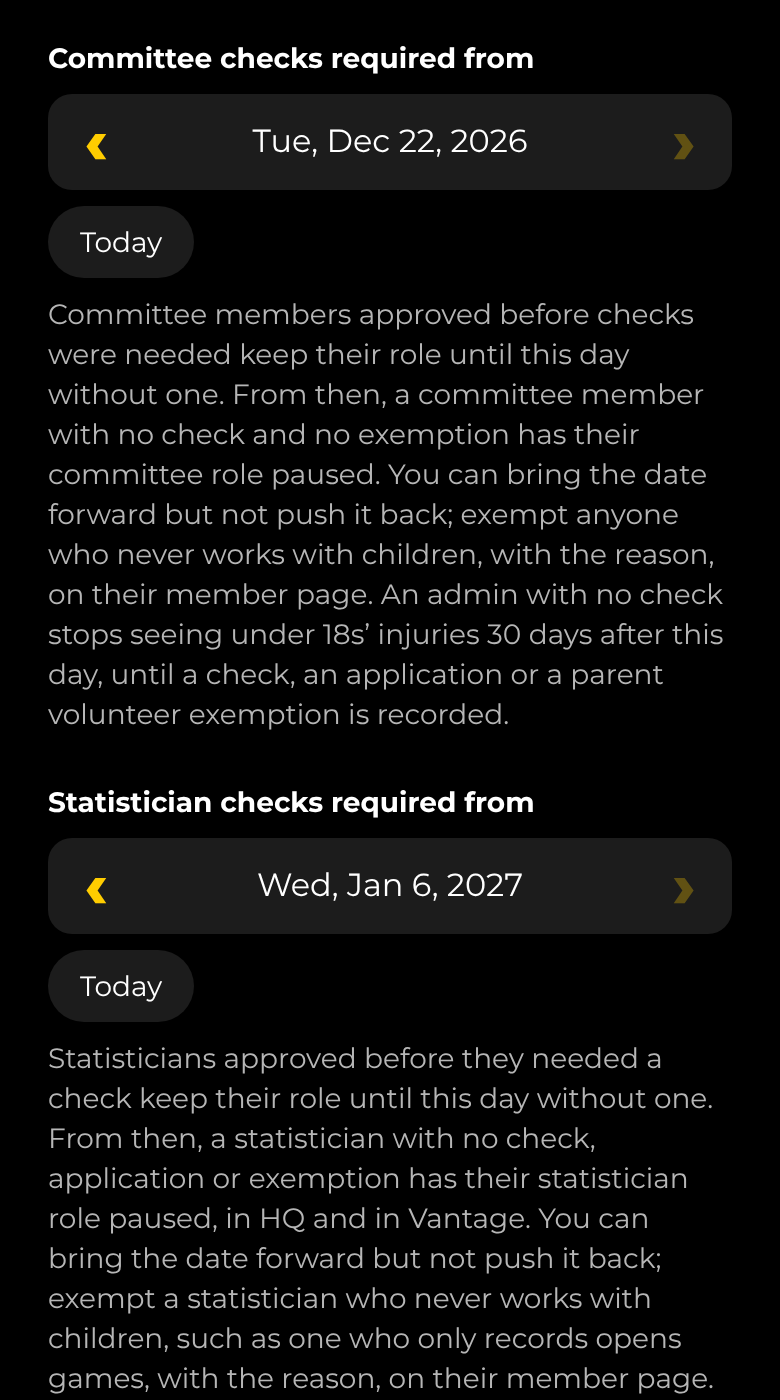 Committee checks required from
‹ Tue, Dec 22, 2026 ›
Today
Committee members approved before checks
were needed keep their role until this day
without one. From then, a committee member
with no check and no exemption has their
committee role paused. You can bring the date
forward but not push it back; exempt anyone
who never works with children, with the reason,
on their member page. An admin with no check
stops seeing under 18s’ injuries 30 days after this
day, until a check, an application or a parent
volunteer exemption is recorded.
Statistician checks required from
‹ Wed, Jan 6, 2027 ›
Today
Statisticians approved before they needed a
check keep their role until this day without one.
From then, a statistician with no check,
application or exemption has their statistician
role paused, in HQ and in Vantage. You can
bring the date forward but not push it back;
exempt a statistician who never works with
children, such as one who only records opens
games, with the reason, on their member page.